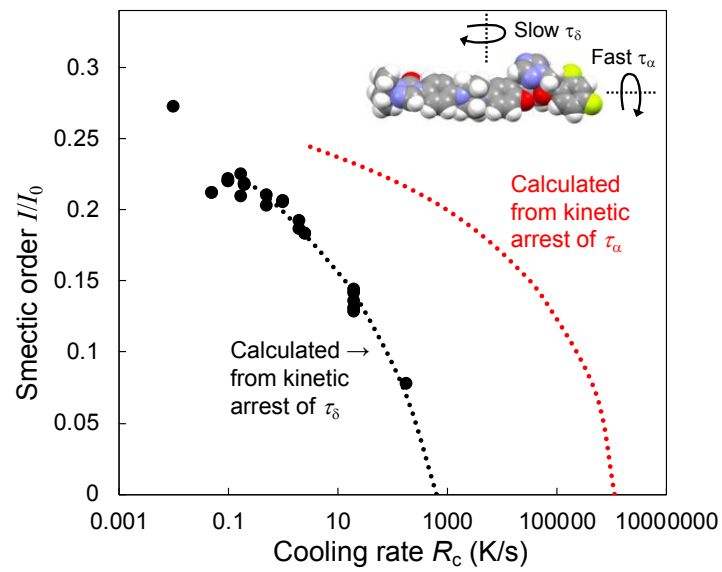 Slow τδ
Fast τα
0.3
0.25
0.2
0.15
0.1
0.05
0
Smectic order I/I0
Calculated
from kinetic
arrest of τα
Calculated →
from kinetic
arrest of τδ
0.001 0.1 10 1000 100000 10000000
Cooling rate Rc (K/s)